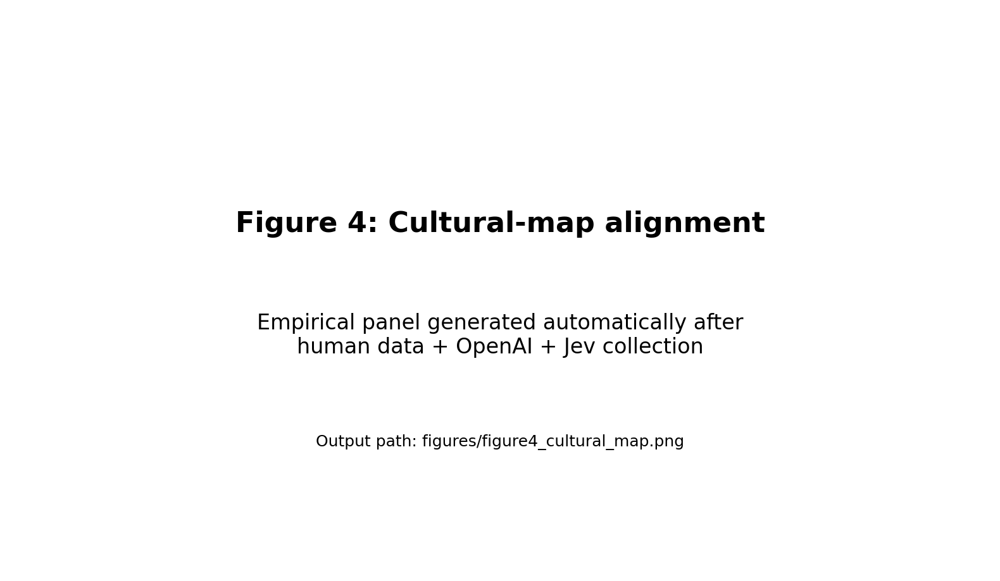 Figure 4: Cultural-map alignment
Empirical panel generated automatically after
human data + OpenAI + Jev collection
Output path: figures/figure4_cultural_map.png